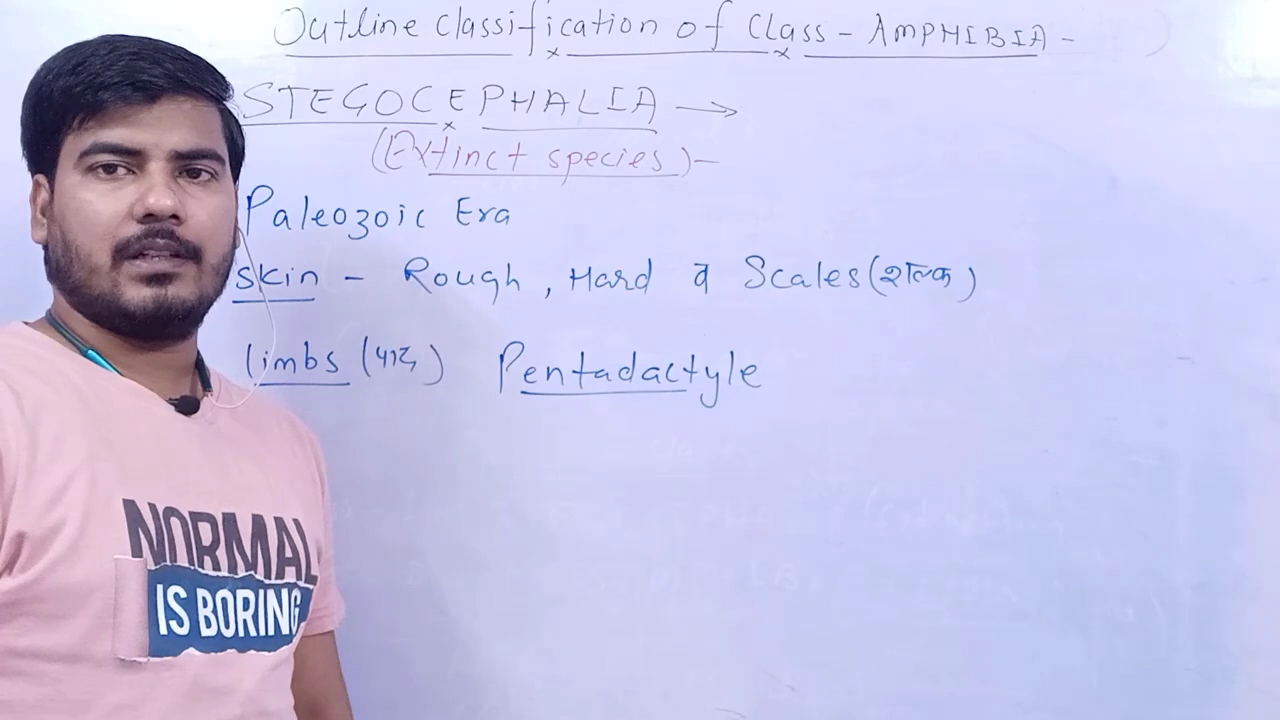 Outline Classification of Class - AMPHIBIA -
STEGOCEPHALIA →
(Extinct species) -
Paleozoic Era
Skin - Rough, Hard व Scales (शल्क)
limbs (पाद) Pentadactyle
NORMAL
IS BORING